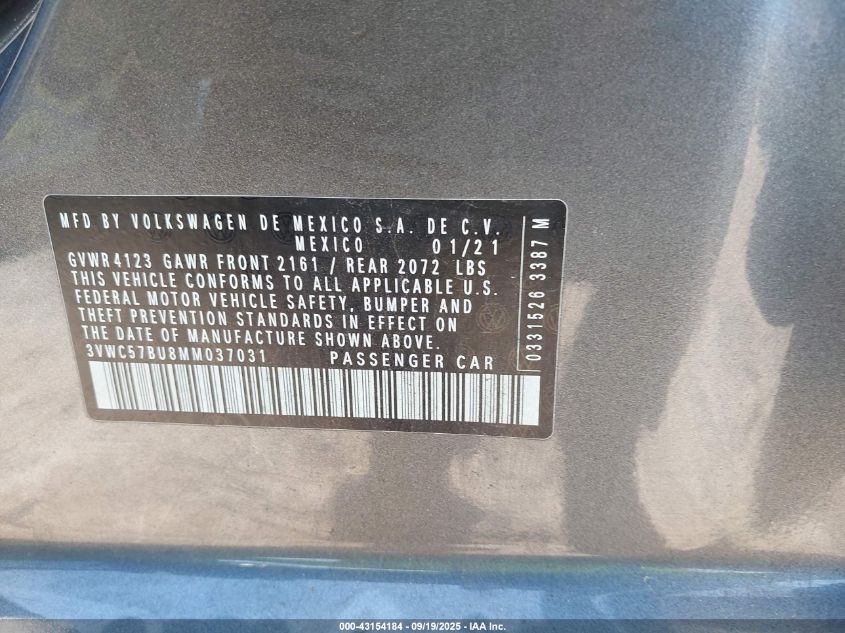 MFD BY VOLKSWAGEN DE MEXICO S.A. DE C.V.
MEXICO 01/21
GVWR 4123 GAWR FRONT 2161 / REAR 2072 LBS
THIS VEHICLE CONFORMS TO ALL APPLICABLE U.S.
FEDERAL MOTOR VEHICLE SAFETY, BUMPER AND
THEFT PREVENTION STANDARDS IN EFFECT ON
THE DATE OF MANUFACTURE SHOWN ABOVE.
3VWC57BU8MM037031 PASSENGER CAR
0331526 3387 M
000-43154184 - 09/19/2025 - IAA Inc.